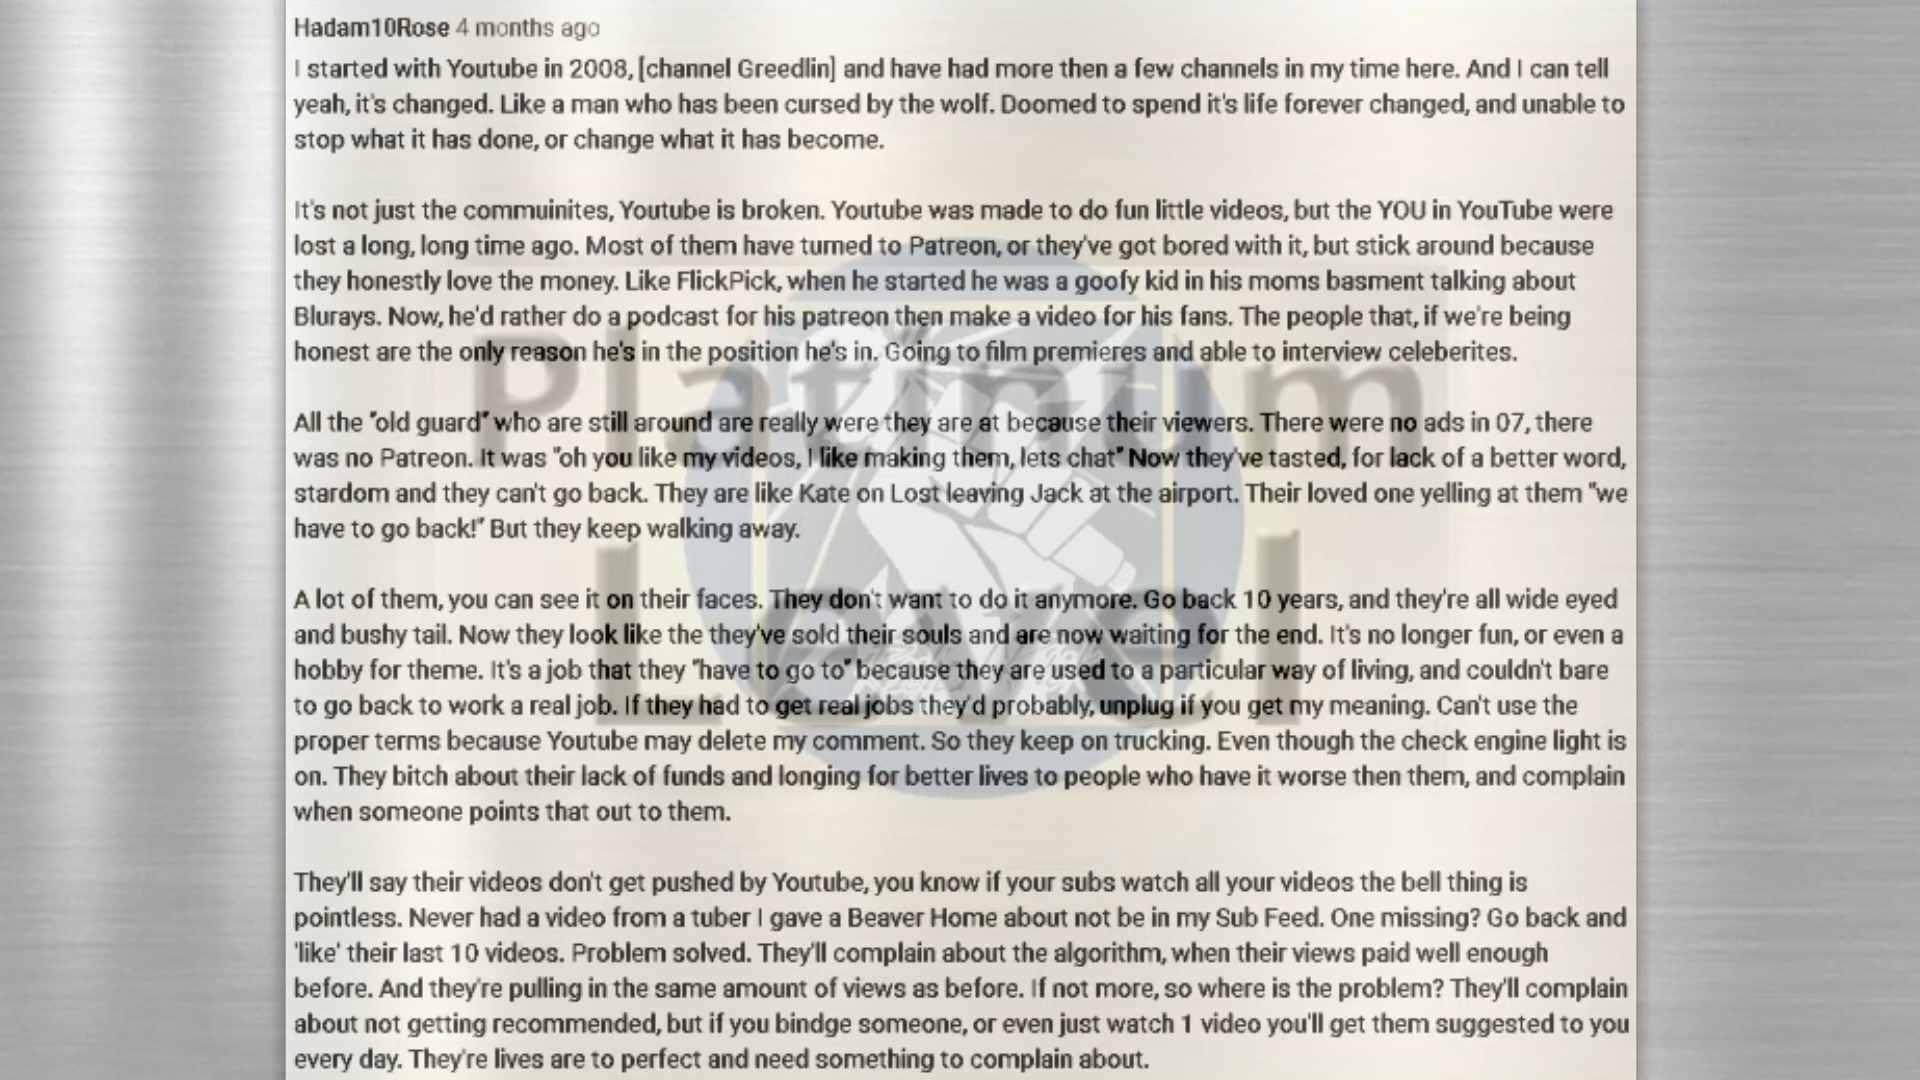 Hadam10Rose 4 months ago
I started with Youtube in 2008, [channel Greedlin] and have had more then a few channels in my time here. And I can tell
yeah, it's changed. Like a man who has been cursed by the wolf. Doomed to spend it's life forever changed, and unable to
stop what it has done, or change what it has become.
It's not just the commuinites, Youtube is broken. Youtube was made to do fun little videos, but the YOU in YouTube were
lost a long, long time ago. Most of them have turned to Patreon, or they've got bored with it, but stick around because
they honestly love the money. Like FlickPick, when he started he was a goofy kid in his moms basment talking about
Blurays. Now, he'd rather do a podcast for his patreon then make a video for his fans. The people that, if we're being
honest are the only reason he's in the position he's in. Going to film premieres and able to interview celeberites.
All the "old guard" who are still around are really were they are at because their viewers. There were no ads in 07, there
was no Patreon. It was "oh you like my videos, I like making them, lets chat" Now they've tasted, for lack of a better word,
stardom and they can't go back. They are like Kate on Lost leaving Jack at the airport. Their loved one yelling at them "we
have to go back!" But they keep walking away.
A lot of them, you can see it on their faces. They don't want to do it anymore. Go back 10 years, and they're all wide eyed
and bushy tail. Now they look like the they've sold their souls and are now waiting for the end. It's no longer fun, or even a
hobby for theme. It's a job that they "have to go to" because they are used to a particular way of living, and couldn't bare
to go back to work a real job. If they had to get real jobs they'd probably, unplug if you get my meaning. Can't use the
proper terms because Youtube may delete my comment. So they keep on trucking. Even though the check engine light is
on. They bitch about their lack of funds and longing for better lives to people who have it worse then them, and complain
when someone points that out to them.
They'll say their videos don't get pushed by Youtube, you know if your subs watch all your videos the bell thing is
pointless. Never had a video from a tuber I gave a Beaver Home about not be in my Sub Feed. One missing? Go back and
'like' their last 10 videos. Problem solved. They'll complain about the algorithm, when their views paid well enough
before. And they're pulling in the same amount of views as before. If not more, so where is the problem? They'll complain
about not getting recommended, but if you bindge someone, or even just watch 1 video you'll get them suggested to you
every day. They're lives are to perfect and need something to complain about.
Platinum